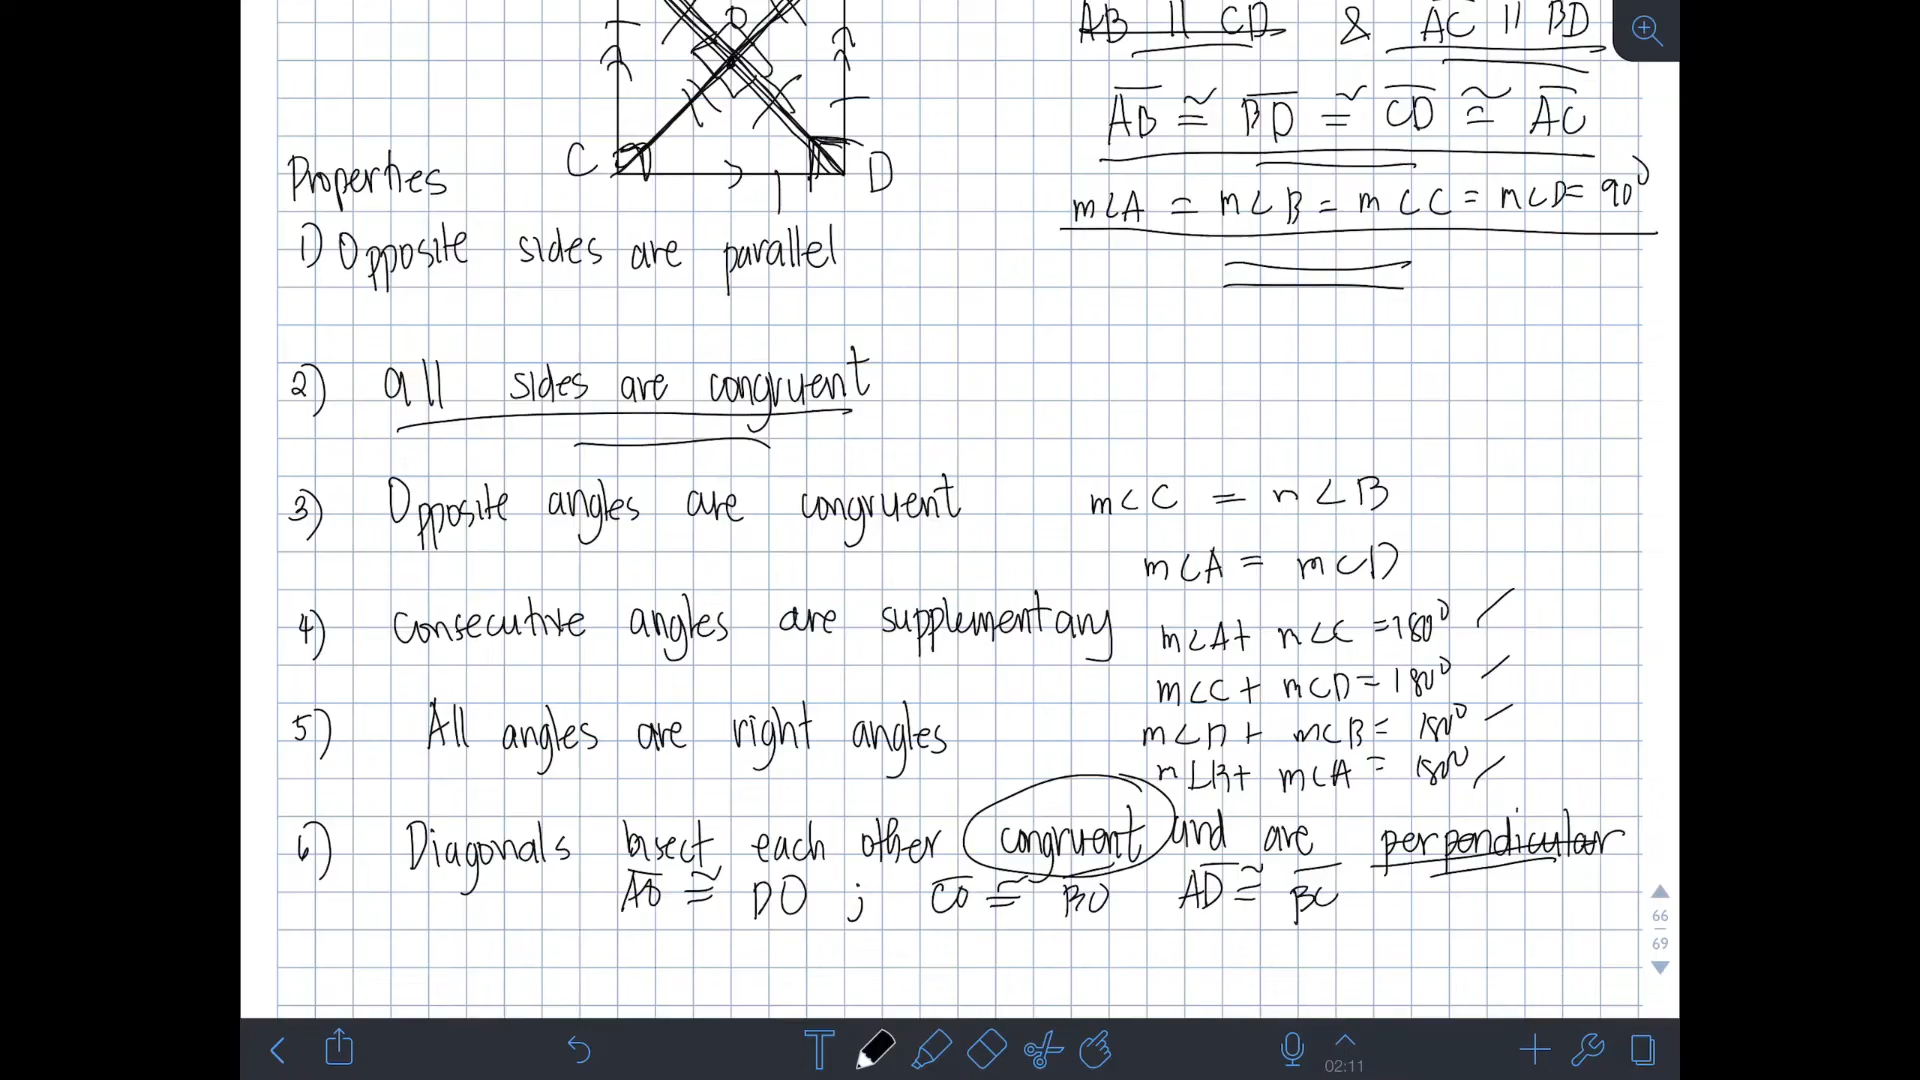 O
AB || CD & AC || BD
AB ≅ BD ≅ CD ≅ AC
C D
Properties
m∠A = m∠B = m∠C = m∠D = 90°
1) Opposite sides are parallel
2) all sides are congruent
3) Opposite angles are congruent m∠C = m∠B
m∠A = m∠D
4) Consecutive angles are supplementary m∠A + m∠C = 180°
m∠C + m∠D = 180°
5) All angles are right angles m∠D + m∠B = 180°
m∠B + m∠A = 180°
6) Diagonals bisect each other congruent and are perpendicular
AO ≅ DO ; CO ≅ BO AD ≅ BC
66
69
T
02:11